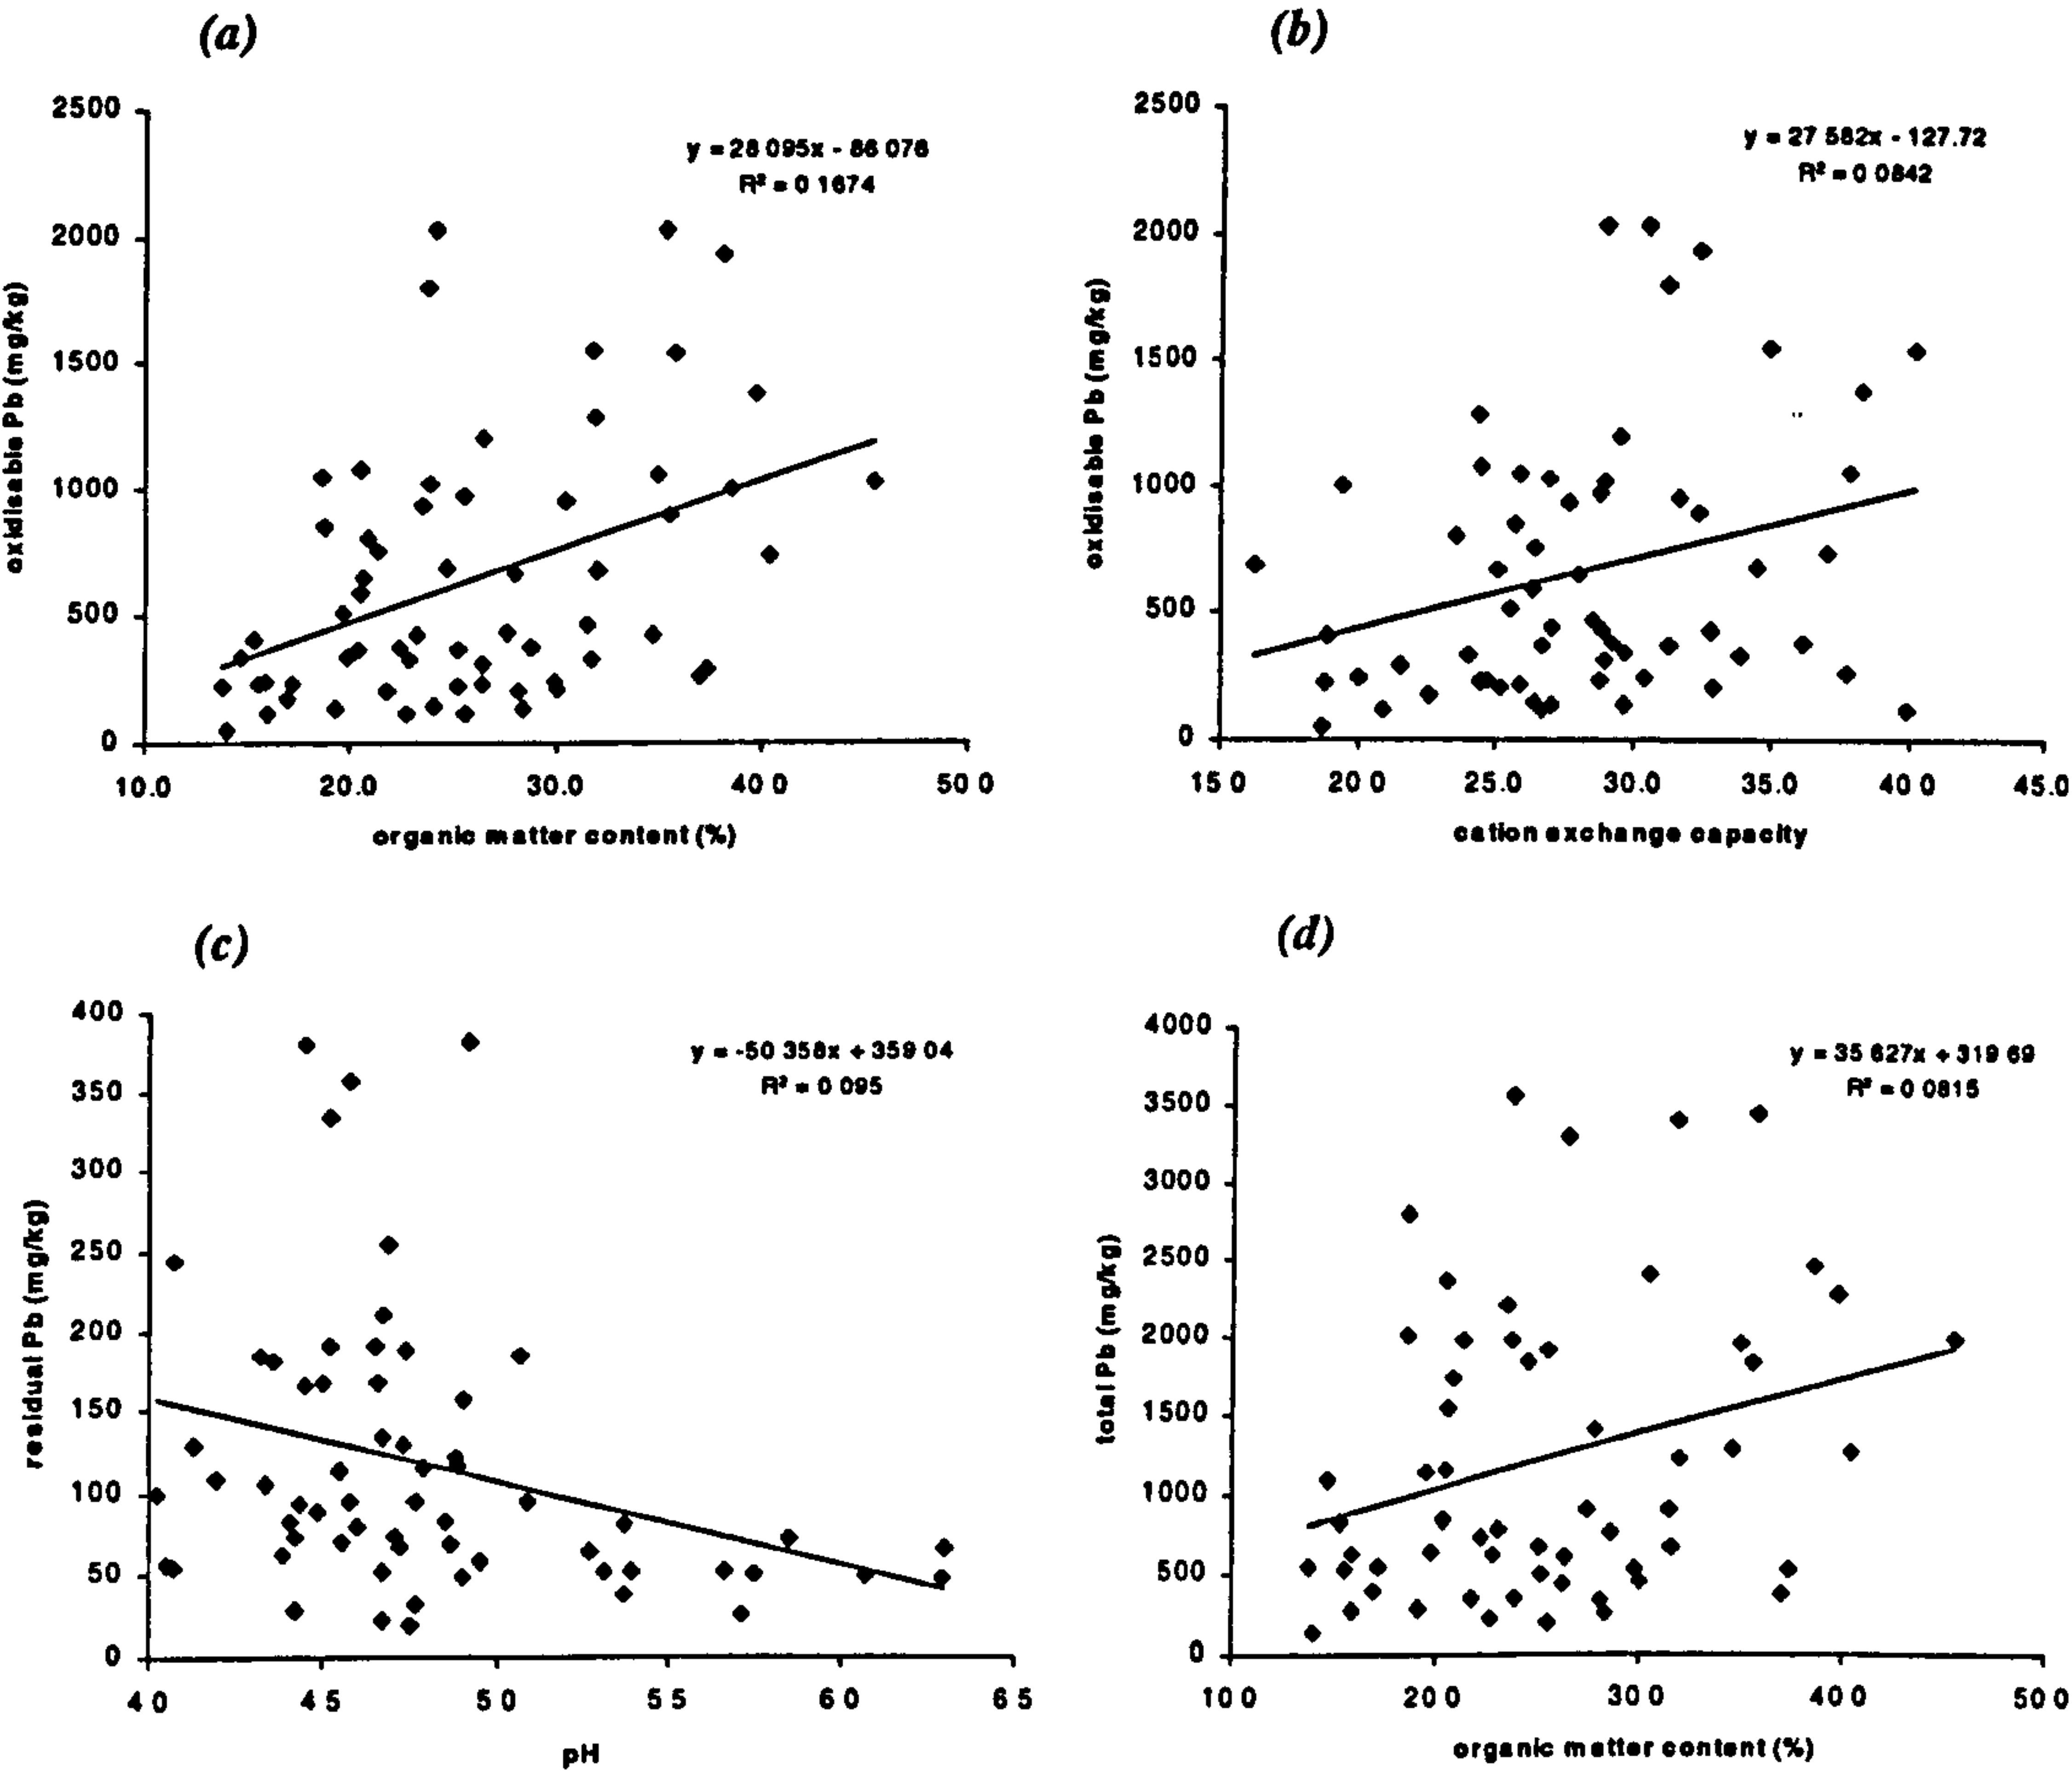 (a)
2500
2000
1500
1000
500
0
10.0
20.0
30.0
40 0
50 0
oxidisable Pb (mg/kg)
organic matter content (%)
y = 28 095x - 86 076
R² = 0 1674
(b)
2500
2000
1500
1000
500
0
15 0
20 0
25.0
30.0
35.0
40 0
45.0
oxidisable Pb (mg/kg)
cation exchange capacity
y = 27 582x - 127.72
R² = 0 0842
(c)
400
350
300
250
200
150
100
50
0
4 0
4 5
5 0
5 5
6 0
6 5
residual Pb (mg/kg)
pH
y = -50 358x + 359 04
R² = 0 095
(d)
4000
3500
3000
2500
2000
1500
1000
500
0
10 0
20 0
30 0
40 0
50 0
total Pb (mg/kg)
organic matter content (%)
y = 35 627x + 319 69
R² = 0 0815